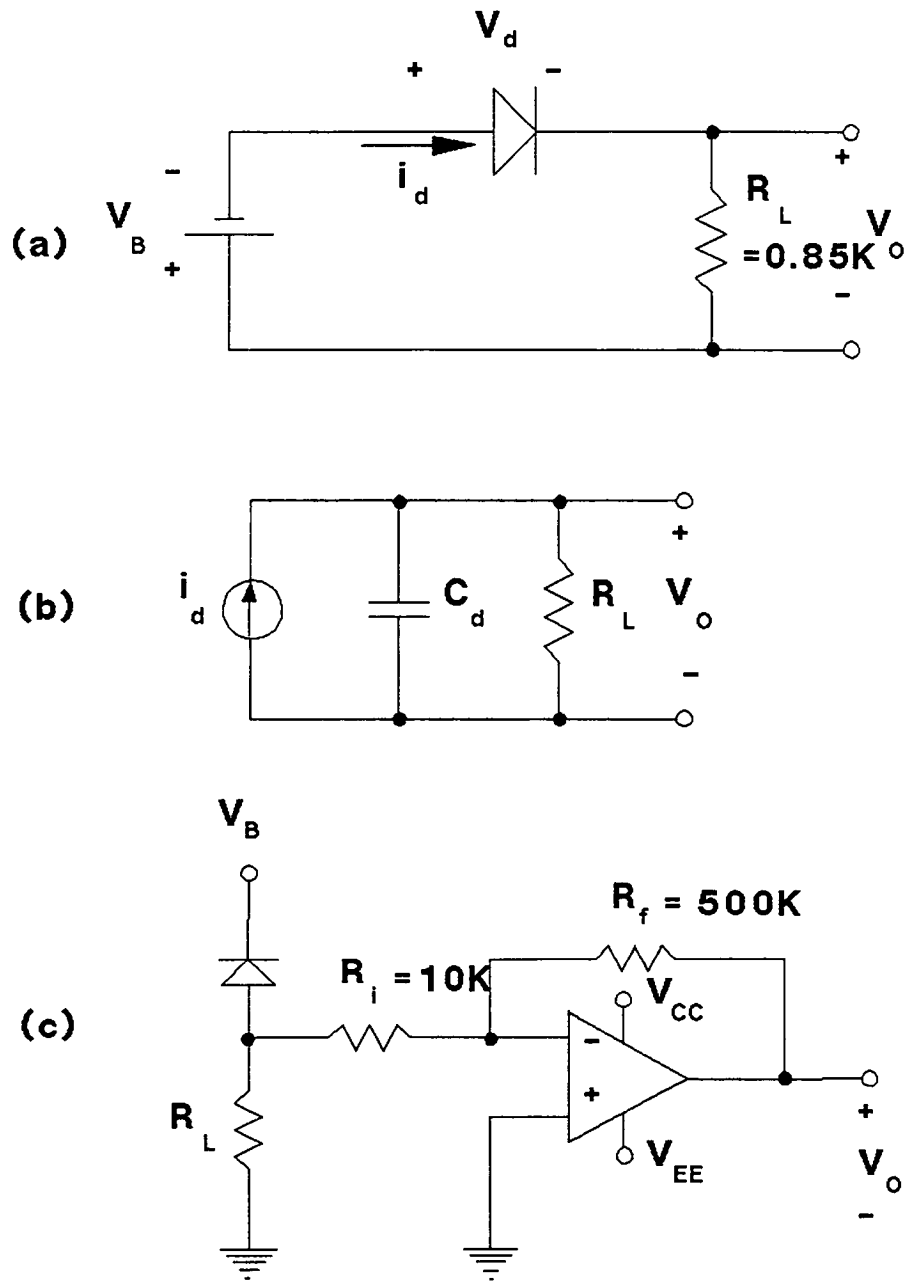 (a)
V_d
+ -
i_d
-
V_B
+
R_L
=0.85K
+
V_O
-
(b)
i_d
C_d
R_L
+
V_O
-
(c)
V_B
R_f = 500K
R_i = 10K
V_CC
-
+
R_L
V_EE
+
V_O
-